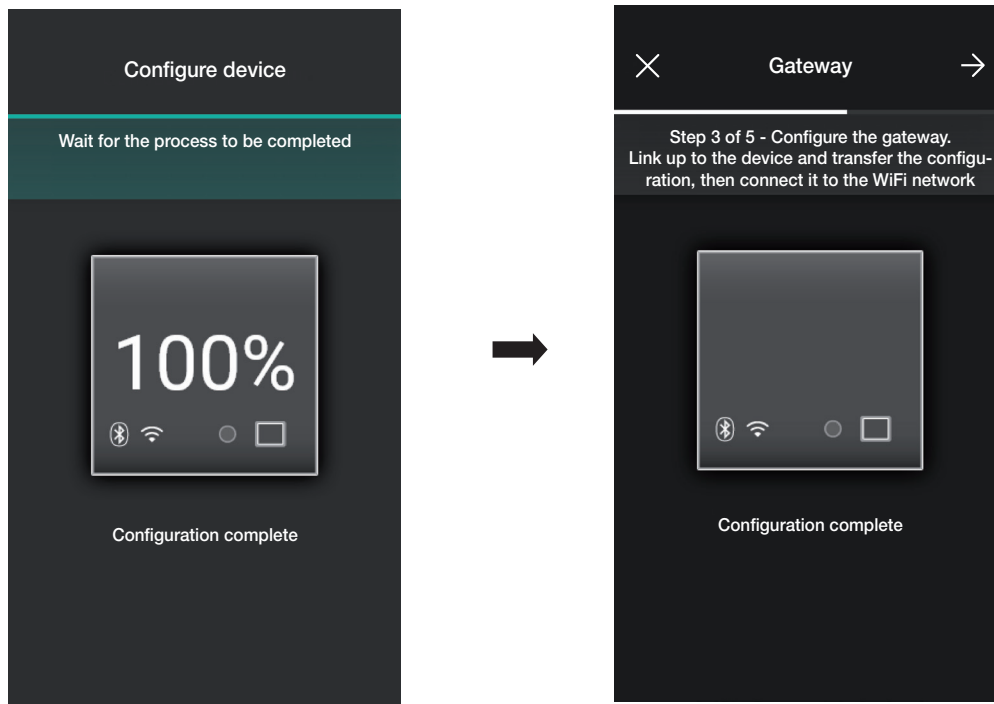 Configure device
Wait for the process to be completed
100%
Configuration complete
Gateway
Step 3 of 5 - Configure the gateway.
Link up to the device and transfer the configu-
ration, then connect it to the WiFi network
Configuration complete